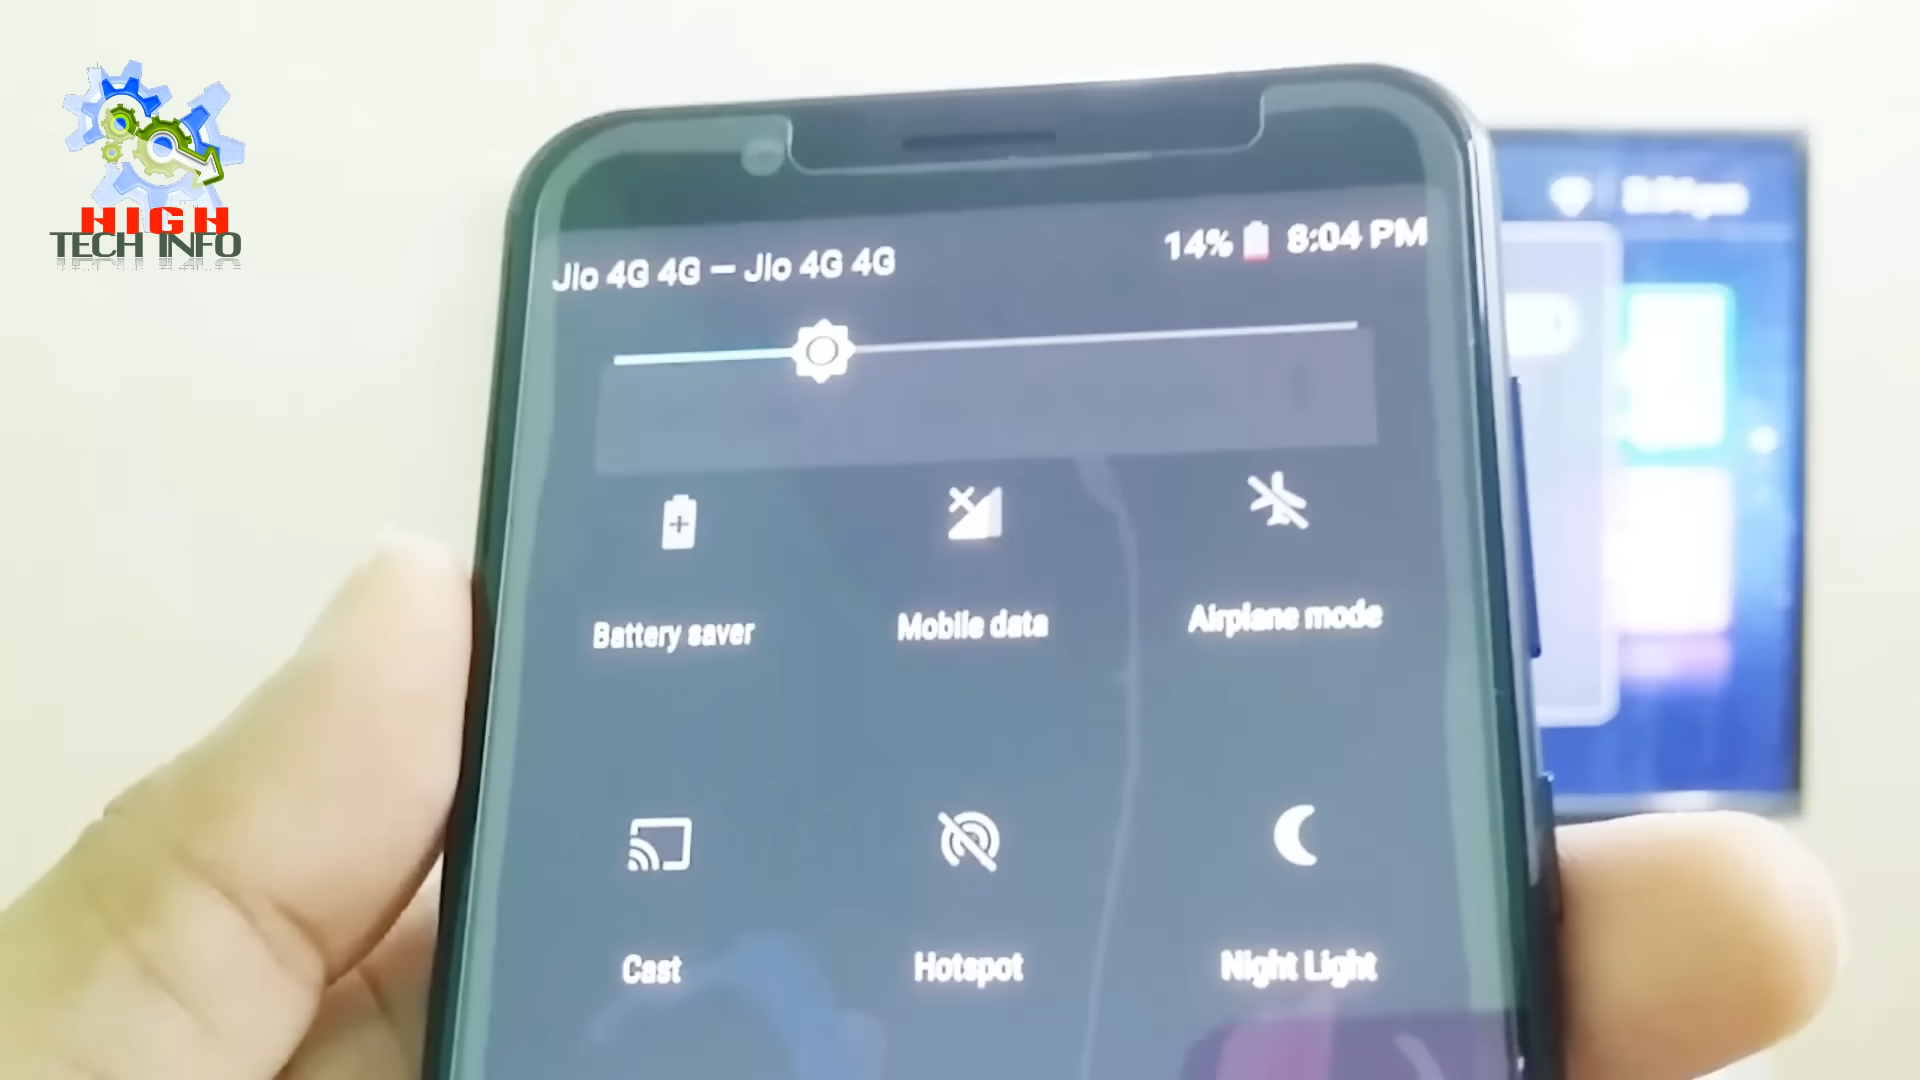 HIGH
TECH INFO
Jio 4G 4G — Jio 4G 4G
14% 8:04 PM
Battery saver
Mobile data
Airplane mode
Cast
Hotspot
Night Light